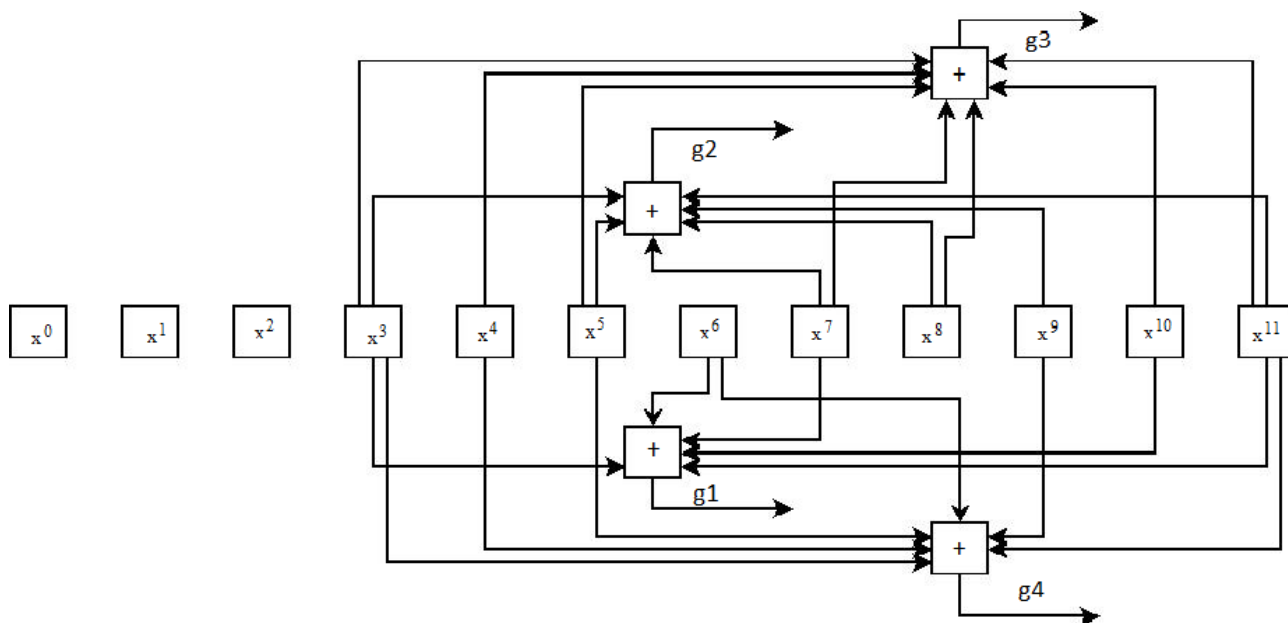 g3
+
g2
+
x⁰ x¹ x² x³ x⁴ x⁵ x⁶ x⁷ x⁸ x⁹ x¹⁰ x¹¹
+
g1
+
g4